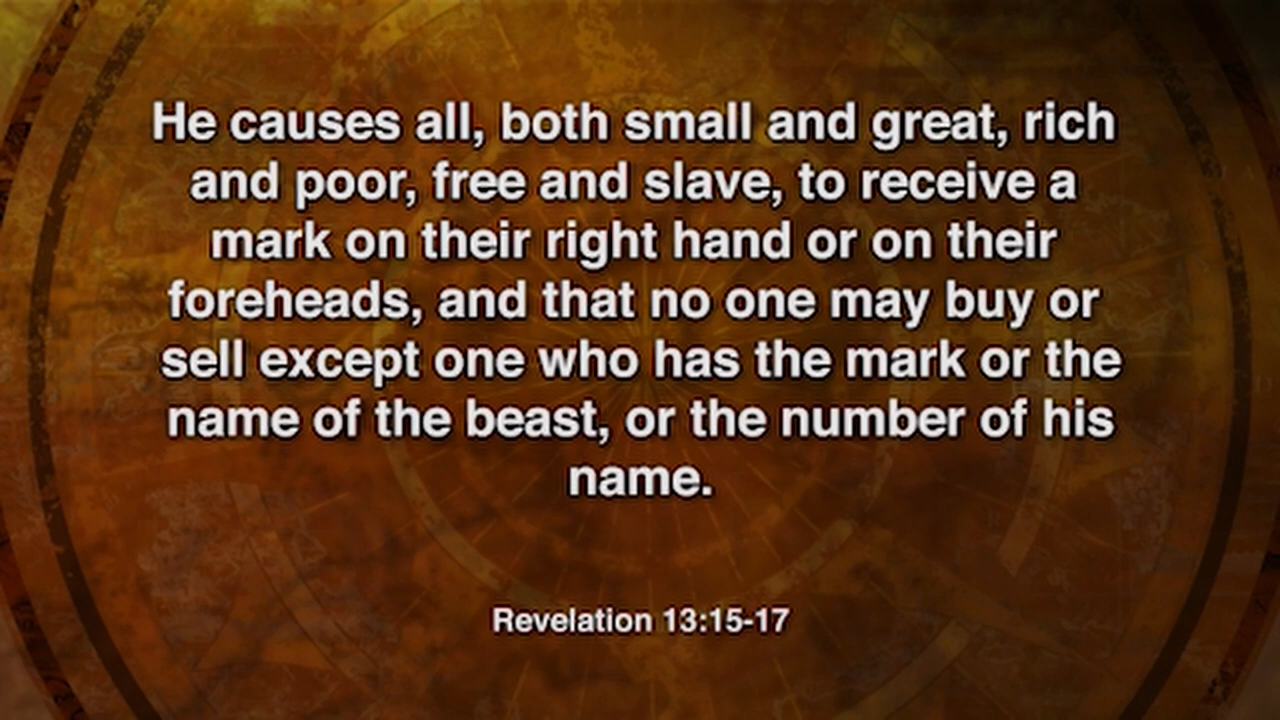 He causes all, both small and great, rich
and poor, free and slave, to receive a
mark on their right hand or on their
foreheads, and that no one may buy or
sell except one who has the mark or the
name of the beast, or the number of his
name.
Revelation 13:15-17